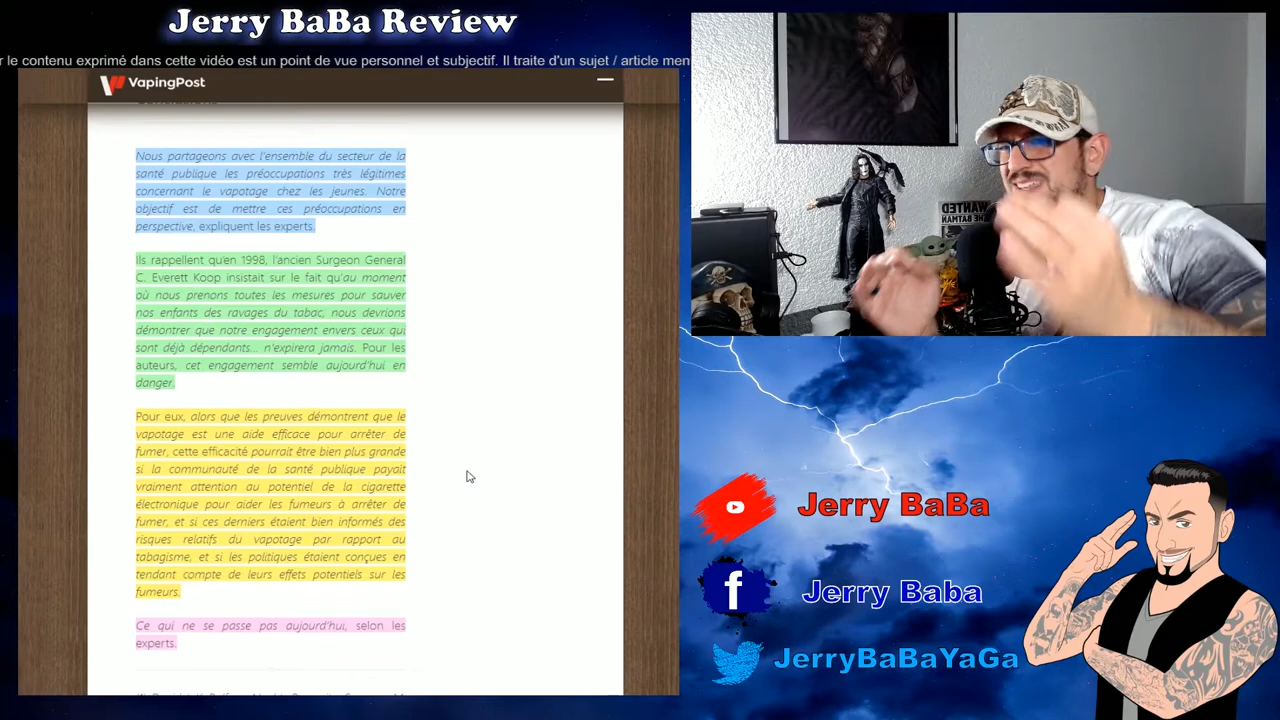 Jerry BaBa Review
r le contenu exprimé dans cette vidéo est un point de vue personnel et subjectif. Il traite d'un sujet / article men
VapingPost
Nous partageons avec l'ensemble du secteur de la
santé publique les préoccupations très légitimes
concernant le vapotage chez les jeunes. Notre
objectif est de mettre ces préoccupations en
perspective, expliquent les experts.
Ils rappellent qu'en 1998, l'ancien Surgeon General
C. Everett Koop insistait sur le fait qu'au moment
où nous prenons toutes les mesures pour sauver
nos enfants des ravages du tabac, nous devrions
démontrer que notre engagement envers ceux qui
sont déjà dépendants... n'expirera jamais. Pour les
auteurs, cet engagement semble aujourd'hui en
danger.
Pour eux, alors que les preuves démontrent que le
vapotage est une aide efficace pour arrêter de
fumer, cette efficacité pourrait être bien plus grande
si la communauté de la santé publique payait
vraiment attention au potentiel de la cigarette
électronique pour aider les fumeurs à arrêter de
fumer, et si ces derniers étaient bien informés des
risques relatifs du vapotage par rapport au
tabagisme, et si les politiques étaient conçues en
tendant compte de leurs effets potentiels sur les
fumeurs.
Ce qui ne se passe pas aujourd'hui, selon les
experts.
WANTED
THE BATMAN
Jerry BaBa
f
Jerry Baba
JerryBaBaYaGa